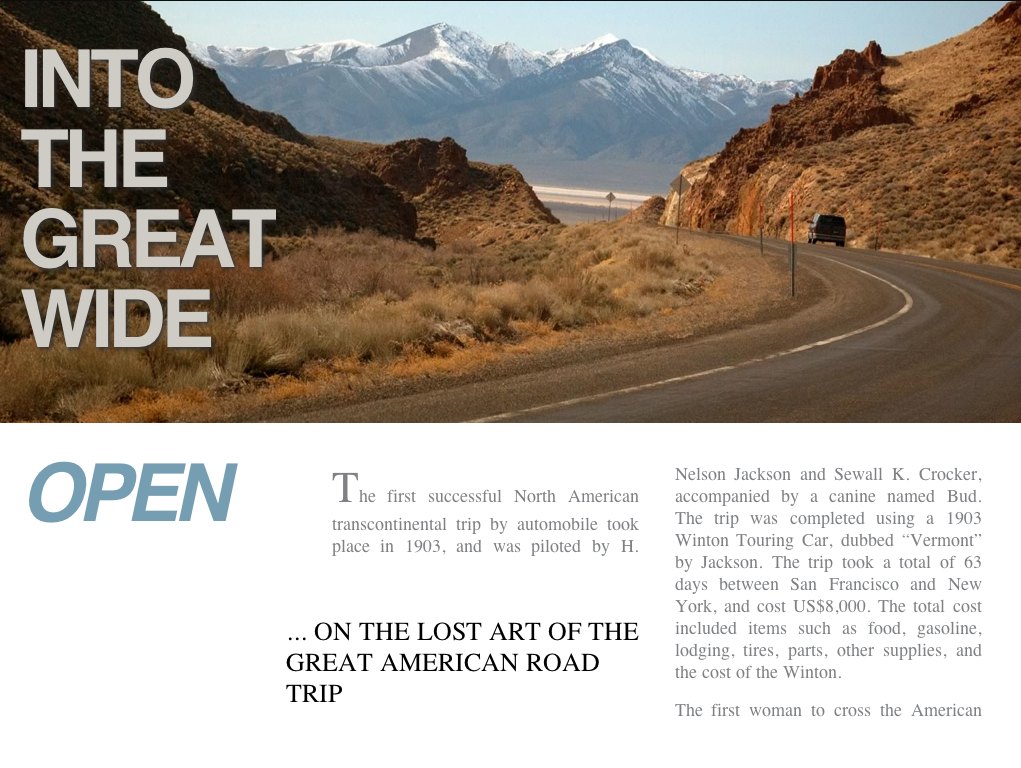 INTO
THE
GREAT
WIDE
OPEN
The first successful North American
transcontinental trip by automobile took
place in 1903, and was piloted by H.
... ON THE LOST ART OF THE
GREAT AMERICAN ROAD
TRIP
Nelson Jackson and Sewall K. Crocker,
accompanied by a canine named Bud.
The trip was completed using a 1903
Winton Touring Car, dubbed “Vermont”
by Jackson. The trip took a total of 63
days between San Francisco and New
York, and cost US$8,000. The total cost
included items such as food, gasoline,
lodging, tires, parts, other supplies, and
the cost of the Winton.
The first woman to cross the American